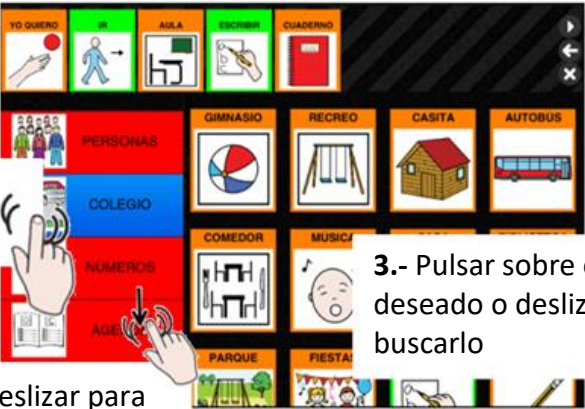 YO QUIERO IR AULA ESCRIBIR CUADERNO
PERSONAS
COLEGIO
NÚMEROS
GIMNASIO RECREO CASITA AUTOBÚS
COMEDOR MÚSICA
PARQUE FIESTAS
3.- Pulsar sobre
deseado o desliz
buscarlo
eslizar para